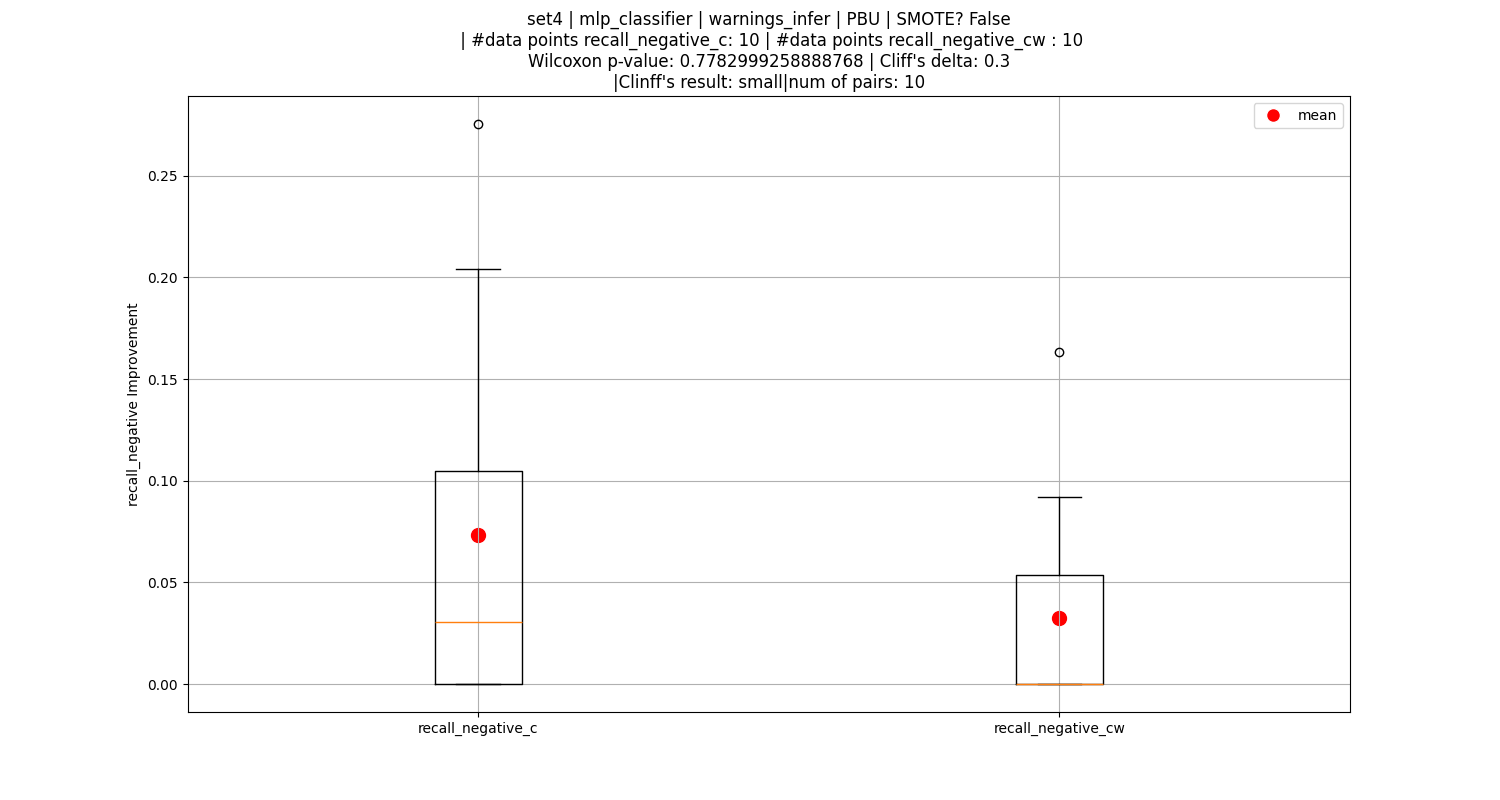 set4 | mlp_classifier | warnings_infer | PBU | SMOTE? False
| #data points recall_negative_c: 10 | #data points recall_negative_cw : 10
Wilcoxon p-value: 0.7782999258888768 | Cliff's delta: 0.3
|Clinff's result: small|num of pairs: 10
mean
0.25
0.20
0.15
0.10
0.05
0.00
recall_negative Improvement
recall_negative_c
recall_negative_cw